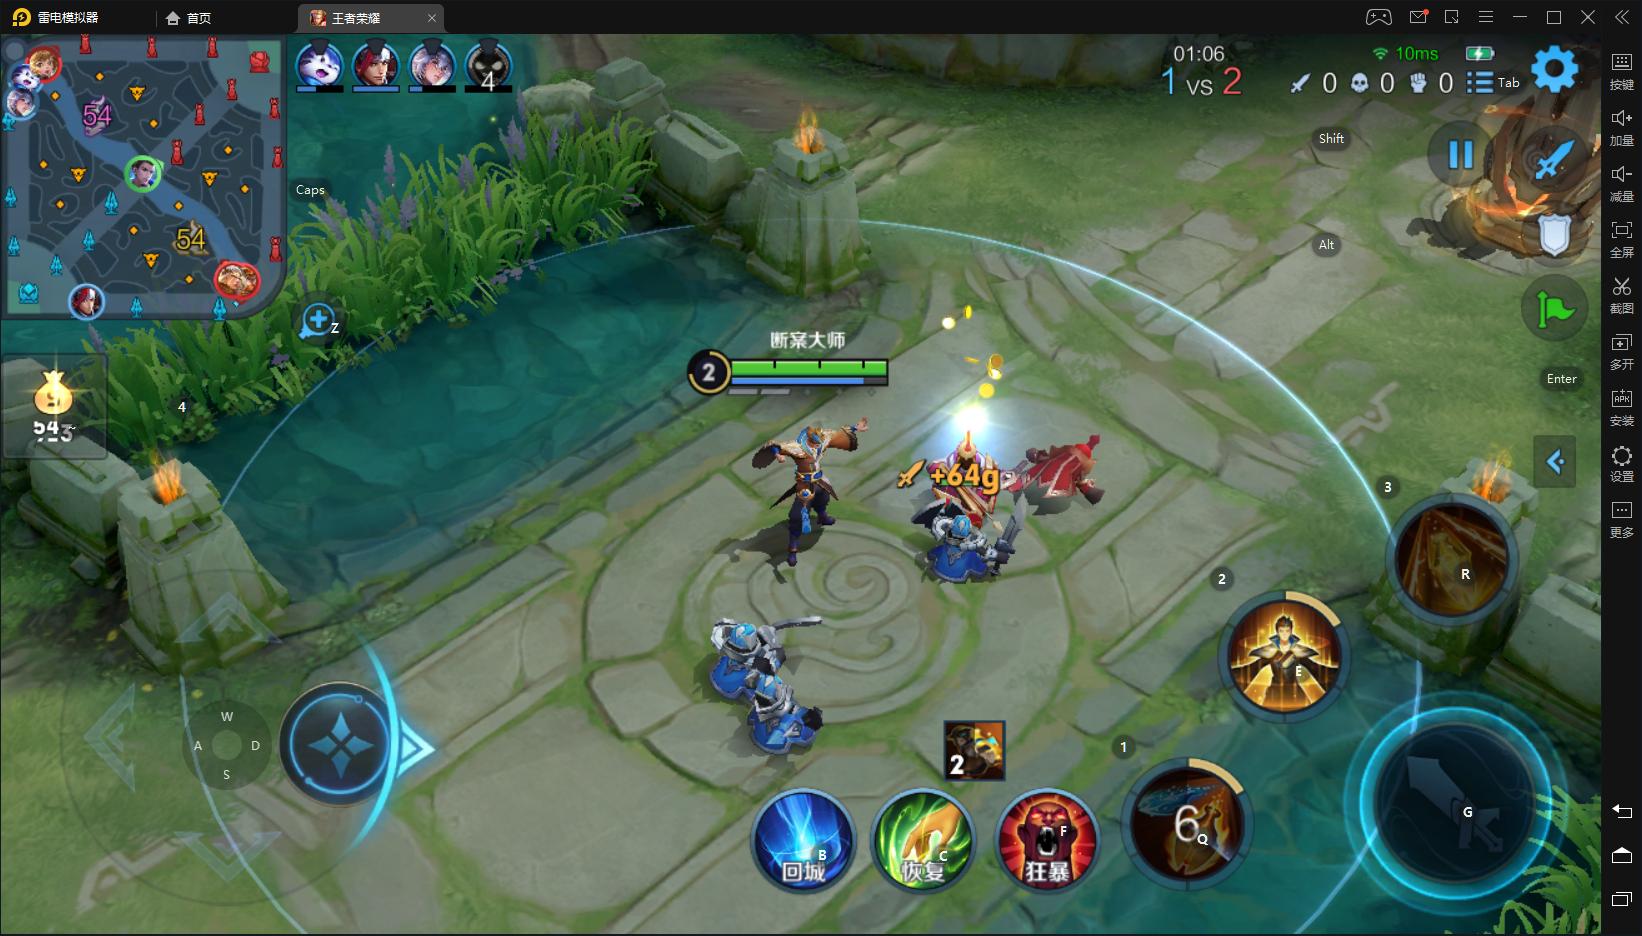 雷电模拟器
首页
王者荣耀
01:06
1 vs 2
10ms
0 0 0
Tab
4
54
54
Caps
Shift
Alt
Z
Enter
断案大师
2
4
+64g
3
R
2
E
W
A D
S
1
2
B
回城
C
恢复
F
狂暴
6
Q
G
按键
加量
减量
全屏
截图
多开
APK
安装
设置
更多